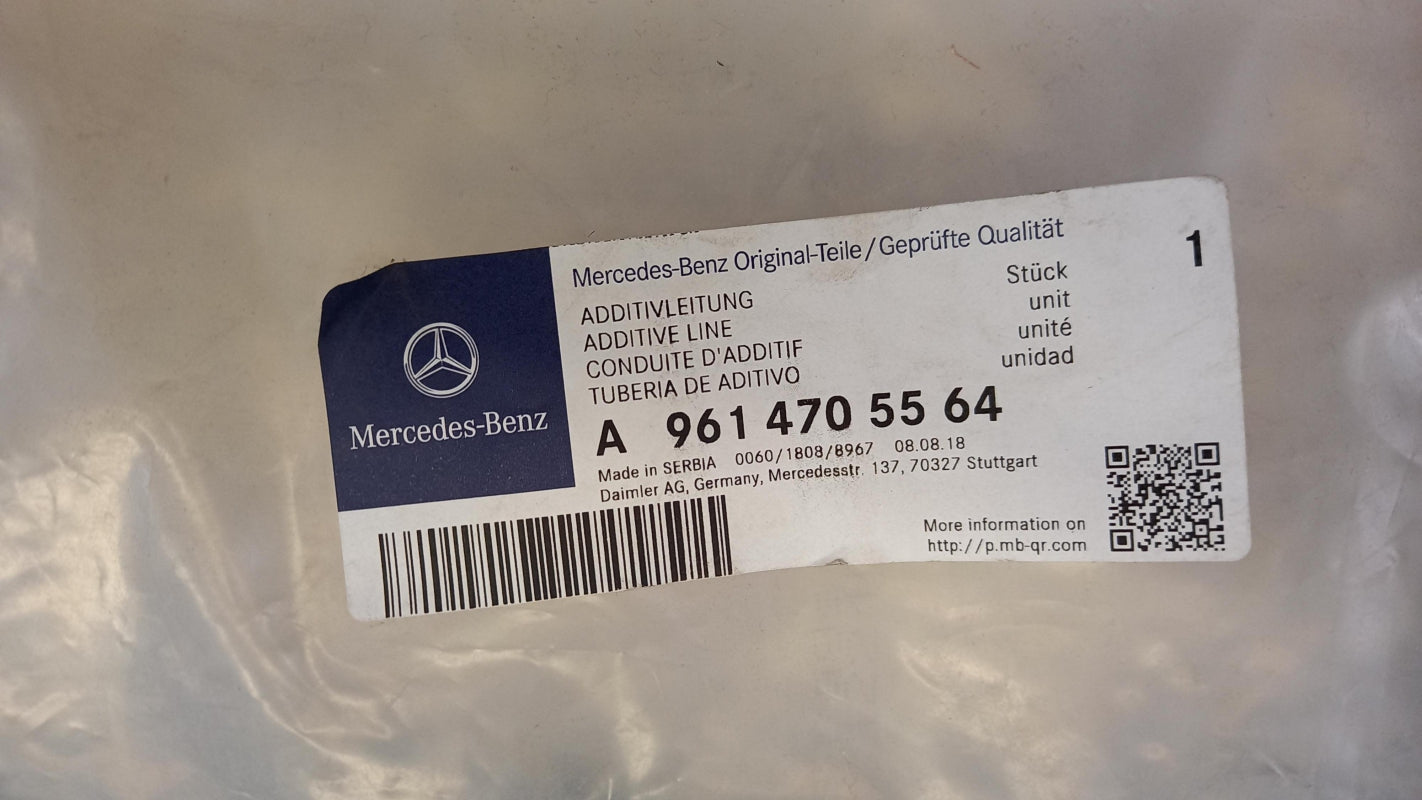 Mercedes-Benz
Mercedes-Benz Original-Teile/Geprüfte Qualität
ADDITIVLEITUNG
ADDITIVE LINE
CONDUITE D'ADDITIF
TUBERIA DE ADITIVO
Stück
unit
unité
unidad
1
A 961 470 55 64
Made in SERBIA 0060/1808/8967 08.08.18
Daimler AG, Germany, Mercedesstr. 137, 70327 Stuttgart
More information on
http://p.mb-qr.com